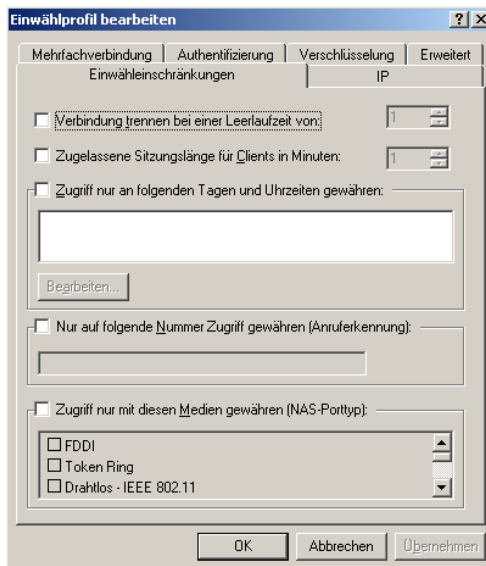 Einwählprofil bearbeiten
Mehrfachverbindung
Authentifizierung
Verschlüsselung
Erweitert
Einwähleinschränkungen
IP
Verbindung trennen bei einer Leerlaufzeit von:
1
Zugelassene Sitzungslänge für Clients in Minuten:
1
Zugriff nur an folgenden Tagen und Uhrzeiten gewähren:
Bearbeiten...
Nur auf folgende Nummer Zugriff gewähren (Anruferkennung):
Zugriff nur mit diesen Medien gewähren (NAS-Porttyp):
FDDI
Token Ring
Drahtlos - IEEE 802.11
OK
Abbrechen
Übernehmen